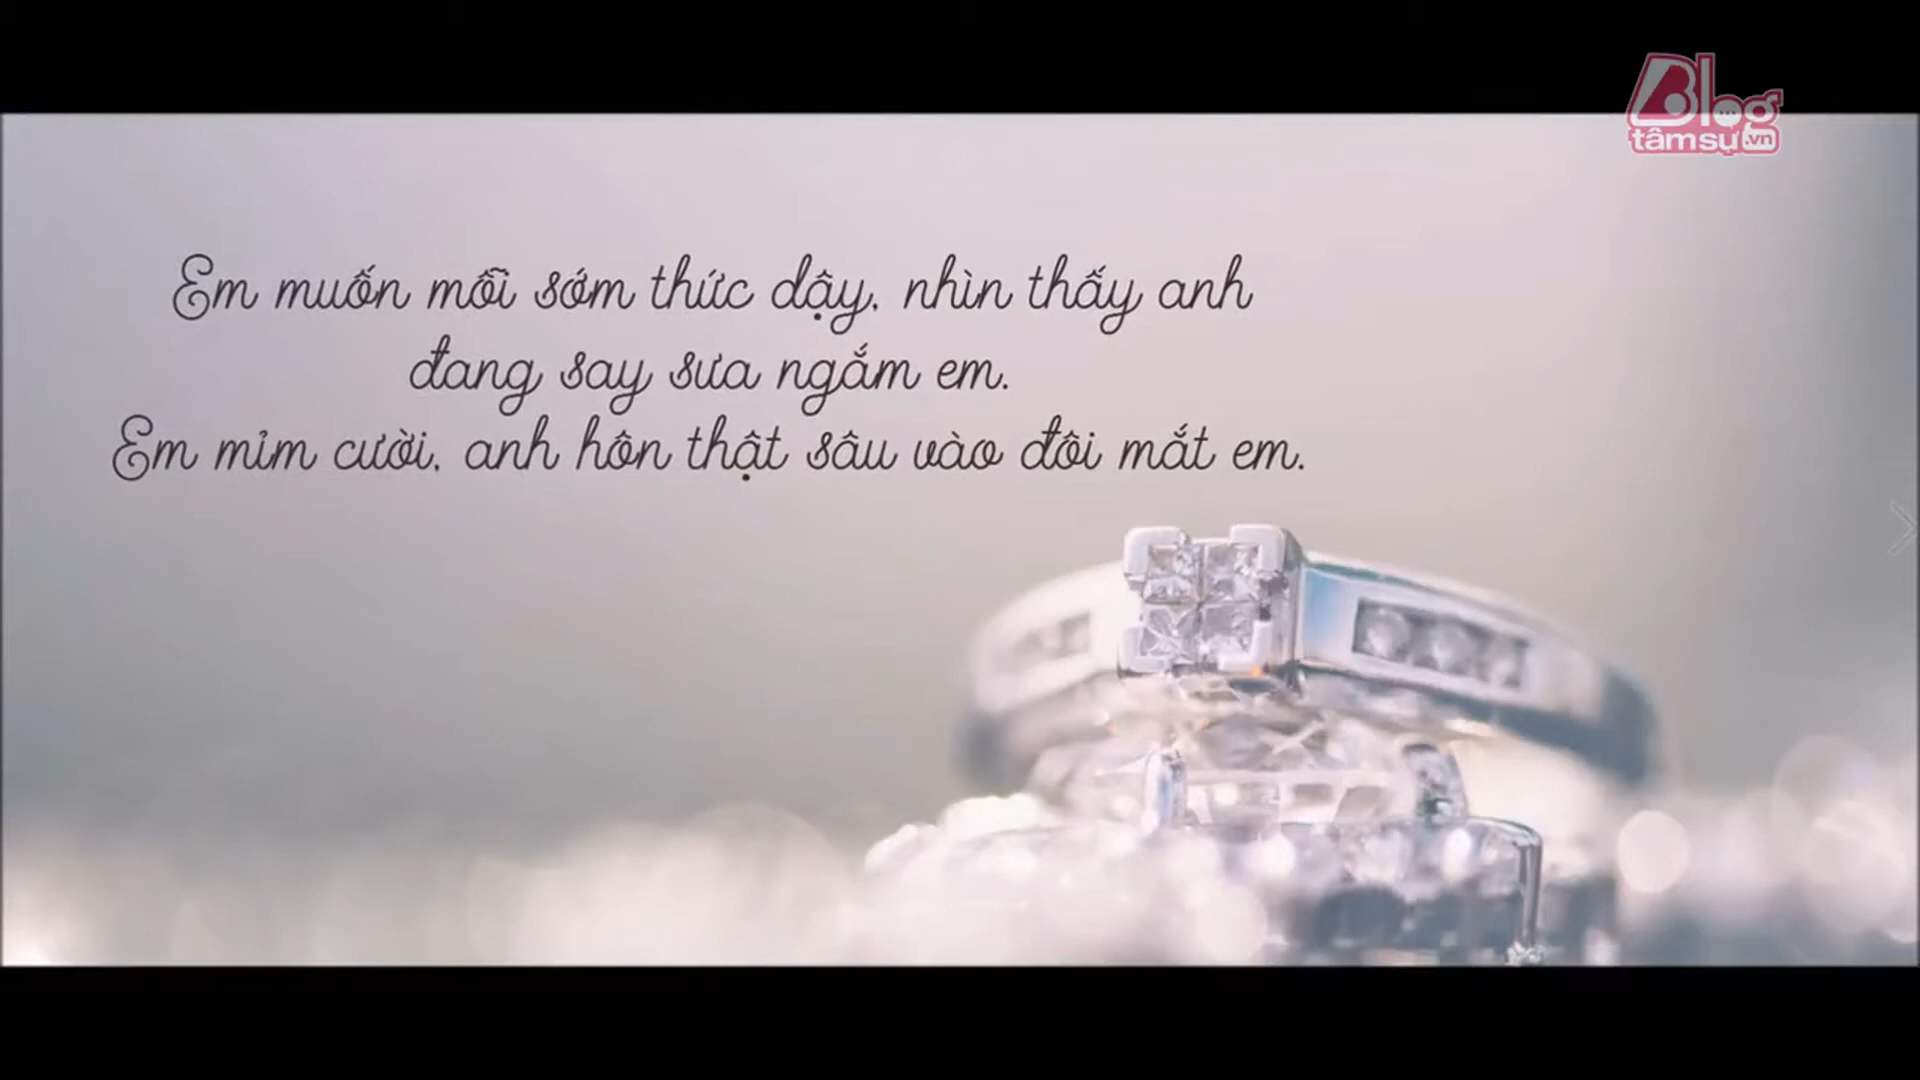 Blog
tâmsự.vn
Em muốn mỗi sớm thức dậy, nhìn thấy anh
đang say sưa ngắm em.
Em mỉm cười, anh hôn thật sâu vào đôi mắt em.